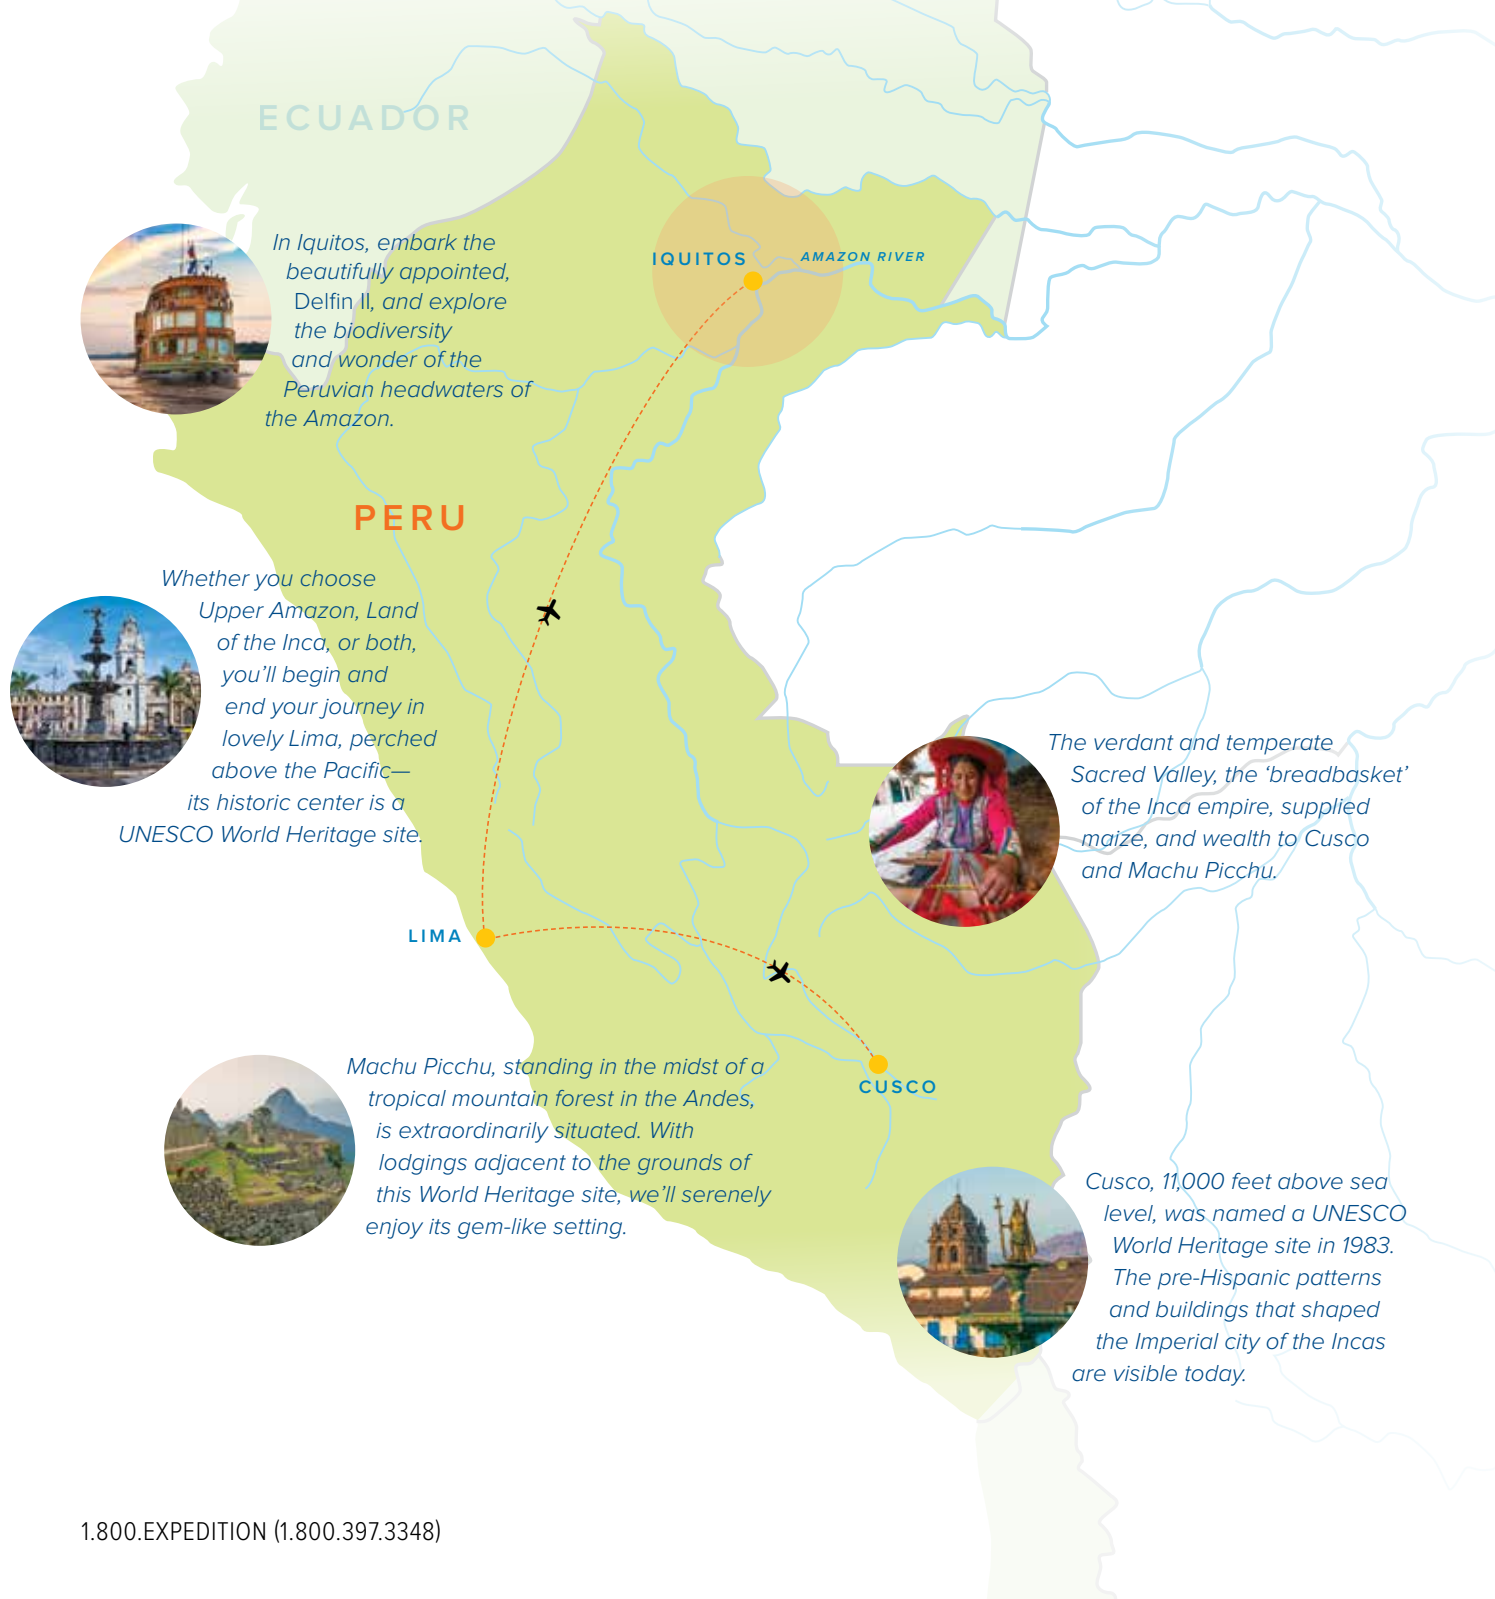 ECUADOR
In Iquitos, embark the
beautifully appointed,
Delfin II, and explore
the biodiversity
and wonder of the
Peruvian headwaters of
the Amazon.
IQUITOS
AMAZON RIVER
PERU
Whether you choose
Upper Amazon, Land
of the Inca, or both,
you’ll begin and
end your journey in
lovely Lima, perched
above the Pacific—
its historic center is a
UNESCO World Heritage site.
The verdant and temperate
Sacred Valley, the ‘breadbasket’
of the Inca empire, supplied
maize, and wealth to Cusco
and Machu Picchu.
LIMA
CUSCO
Machu Picchu, standing in the midst of a
tropical mountain forest in the Andes,
is extraordinarily situated. With
lodgings adjacent to the grounds of
this World Heritage site, we’ll serenely
enjoy its gem-like setting.
Cusco, 11,000 feet above sea
level, was named a UNESCO
World Heritage site in 1983.
The pre-Hispanic patterns
and buildings that shaped
the Imperial city of the Incas
are visible today.
1.800.EXPEDITION (1.800.397.3348)